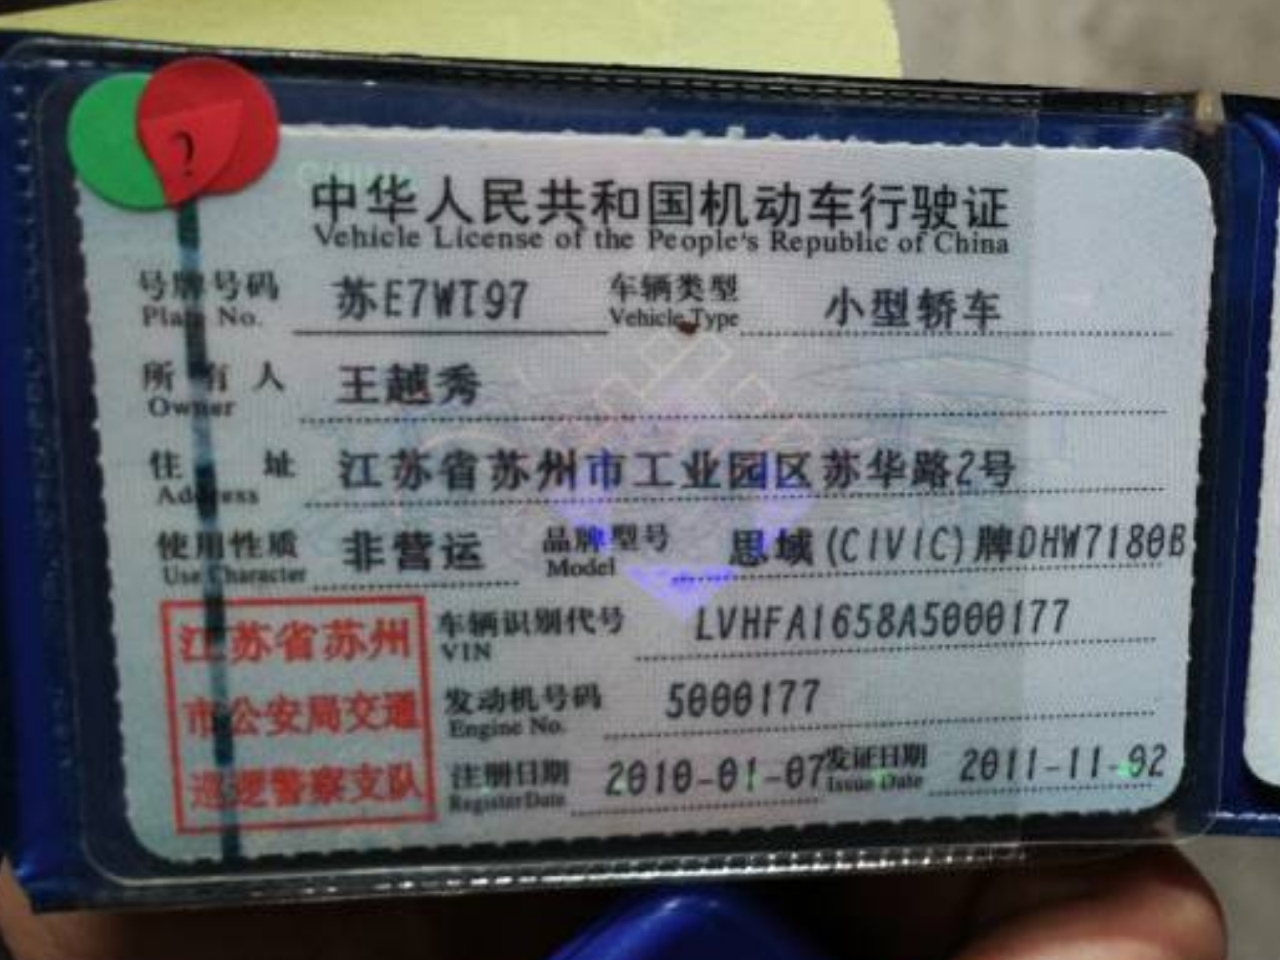 ?
中华人民共和国机动车行驶证
Vehicle License of the People's Republic of China
号牌号码 苏E7WT97 车辆类型 小型轿车
Plate No. Vehicle Type
所有人 王越秀
Owner
住址 江苏省苏州市工业园区苏华路2号
Address
使用性质 非营运 品牌型号 思域(CIVIC)牌DHW7180B
Use Character Model
江苏省苏州
市公安局交通
巡逻警察支队
车辆识别代号 LVHFA1658A5000177
VIN
发动机号码 5000177
Engine No.
注册日期 2010-01-07 发证日期 2011-11-02
Register Date Issue Date